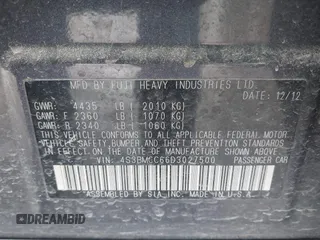 MFD BY FUJI HEAVY INDUSTRIES LTD.
DATE 12/12
GVWR: 4435 LB ( 2010 KG)
GAWR: F 2360 LB ( 1070 KG)
GAWR: R 2340 LB ( 1060 KG)
THIS VEHICLE CONFORMS TO ALL APPLICABLE FEDERAL MOTOR
VEHICLE SAFETY, BUMPER AND THEFT PREVENTION STANDARDS
IN EFFECT ON THE DATE OF MANUFACTURE SHOWN ABOVE.
VIN: 4S3BMCC66D3027500 PASSENGER CAR
ASSEMBLED BY SIA, INC. MADE IN U.S.A.
DREAMBID